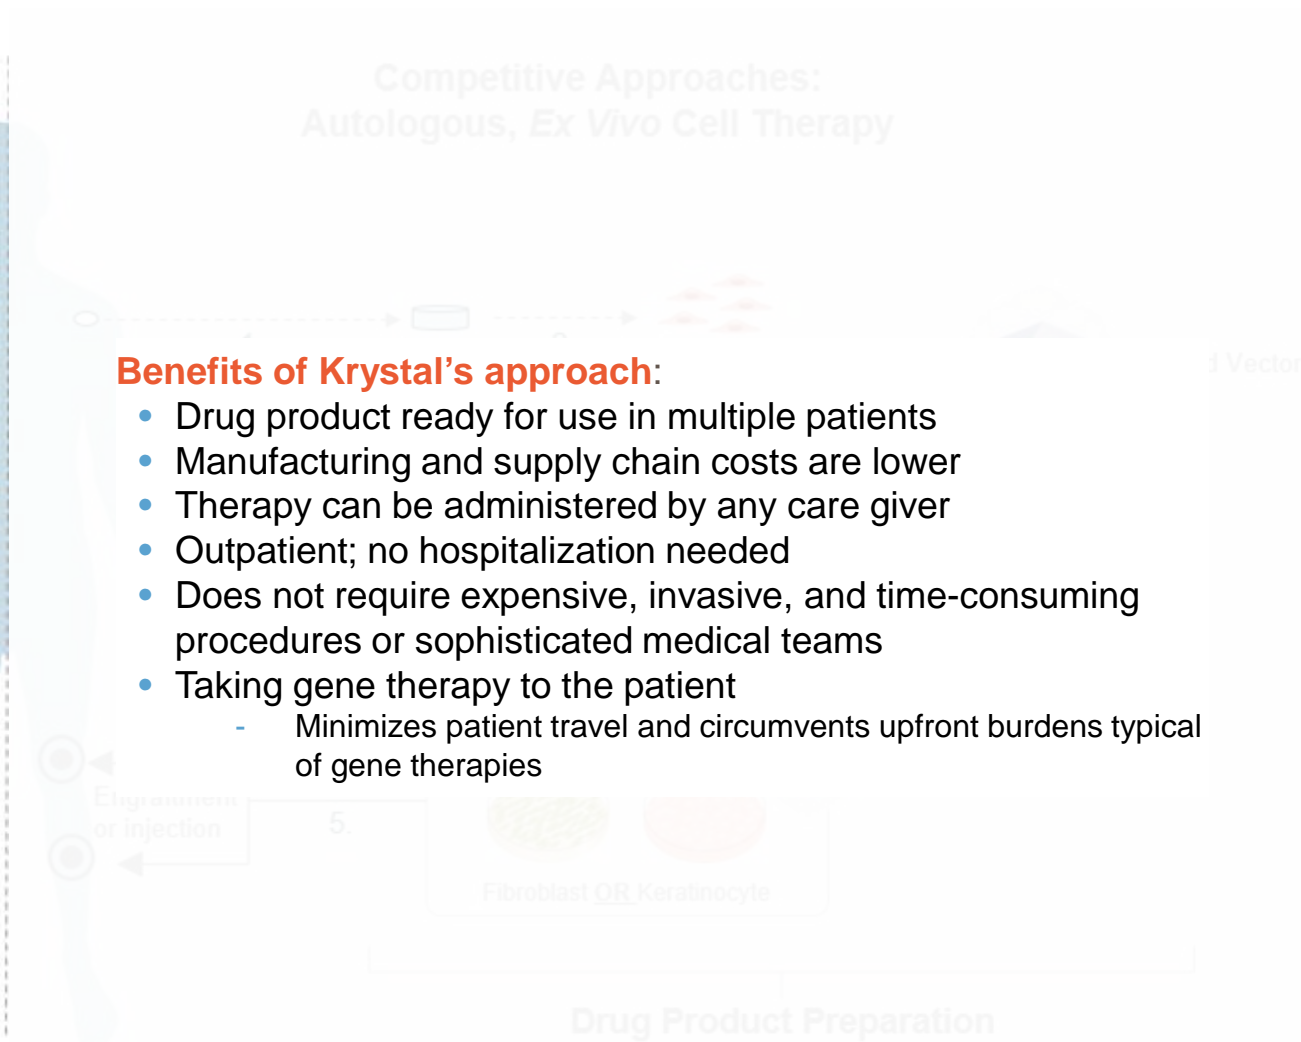 Competitive Approaches:
Autologous, Ex Vivo Cell Therapy
d Vector
Benefits of Krystal’s approach:
• Drug product ready for use in multiple patients
• Manufacturing and supply chain costs are lower
• Therapy can be administered by any care giver
• Outpatient; no hospitalization needed
• Does not require expensive, invasive, and time-consuming
procedures or sophisticated medical teams
• Taking gene therapy to the patient
- Minimizes patient travel and circumvents upfront burdens typical
of gene therapies
Engraftment
or injection
5.
Fibroblast OR Keratinocyte
Drug Product Preparation